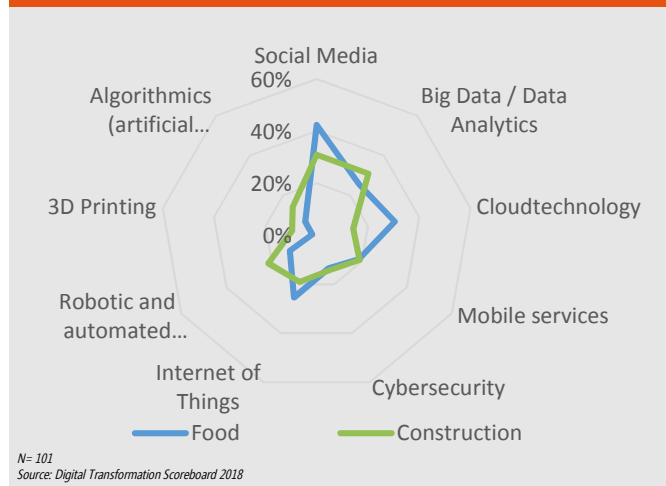 Social Media
60%
Algorithmics
(artificial...
Big Data / Data
Analytics
40%
20%
3D Printing
Cloudtechnology
0%
Robotic and
automated...
Mobile services
Internet of
Things
Cybersecurity
Food
Construction
N= 101
Source: Digital Transformation Scoreboard 2018